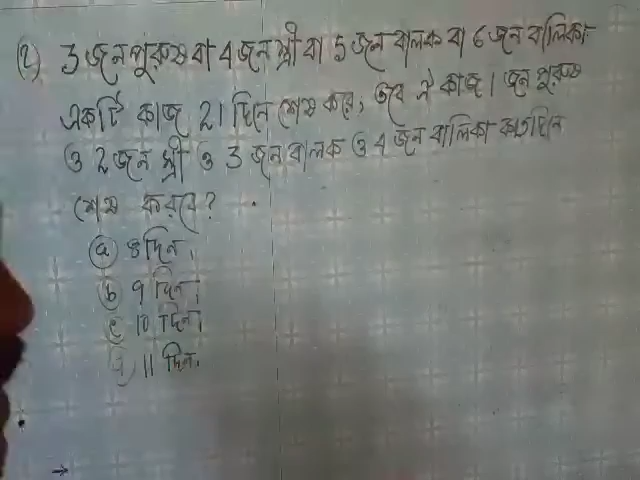 (2) 3 জন পুরুষ বা 4 জন স্ত্রী বা 5 জন বালক বা 6 জন বালিকা
একটি কাজ 21 দিনে শেষ করে, তবে ঐ কাজ 1 জন পুরুষ
ও 2 জন স্ত্রী ও 3 জন বালক ও 4 জন বালিকা কতদিনে
শেষ করবে?
(a) 8 দিন,
(b) 9 দিন,
(c) 10 দিন,
(d) 11 দিন,